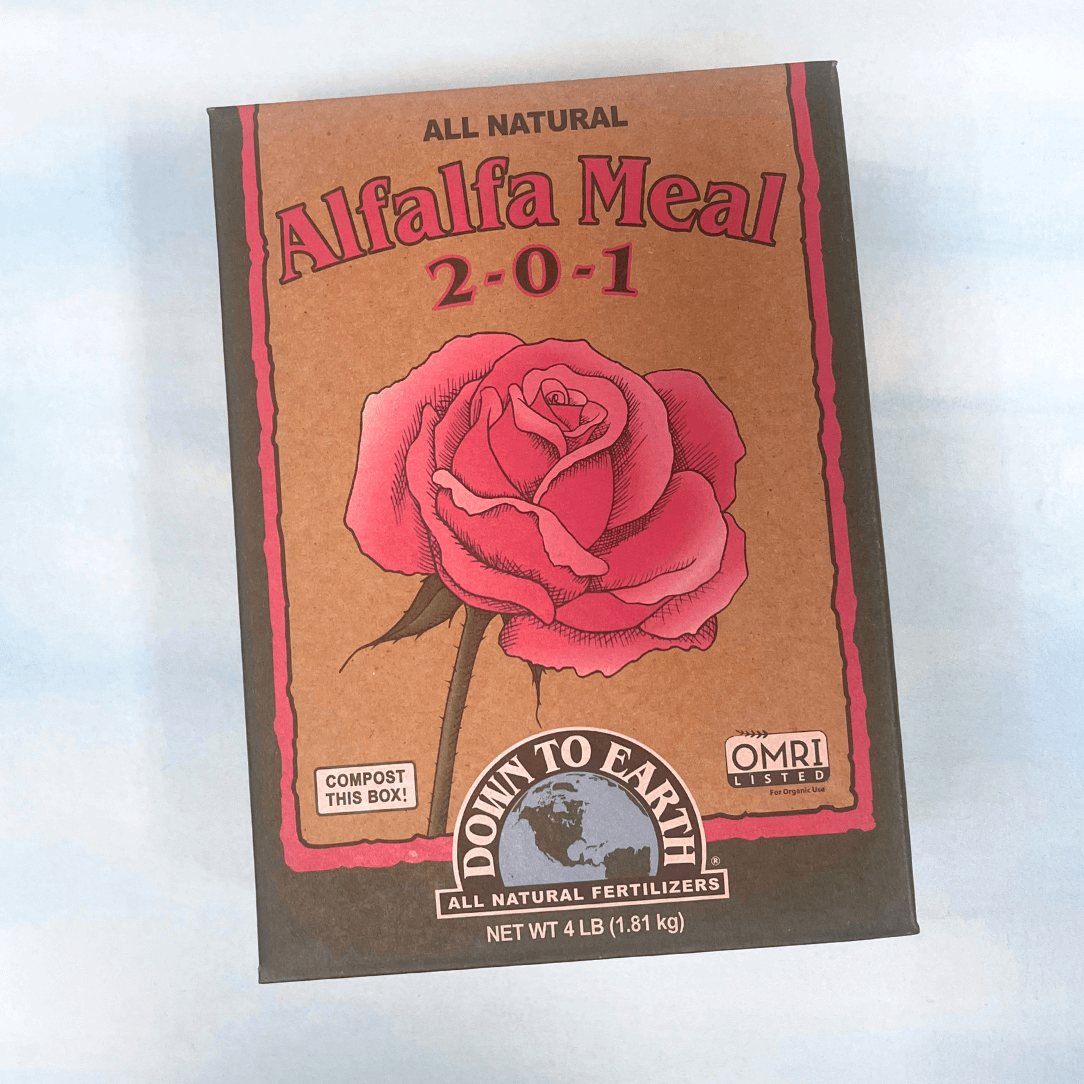 ALL NATURAL
Alfalfa Meal
2-0-1
COMPOST
THIS BOX!
OMRI
LISTED
For Organic Use
DOWN TO EARTH
®
ALL NATURAL FERTILIZERS
NET WT 4 LB (1.81 kg)